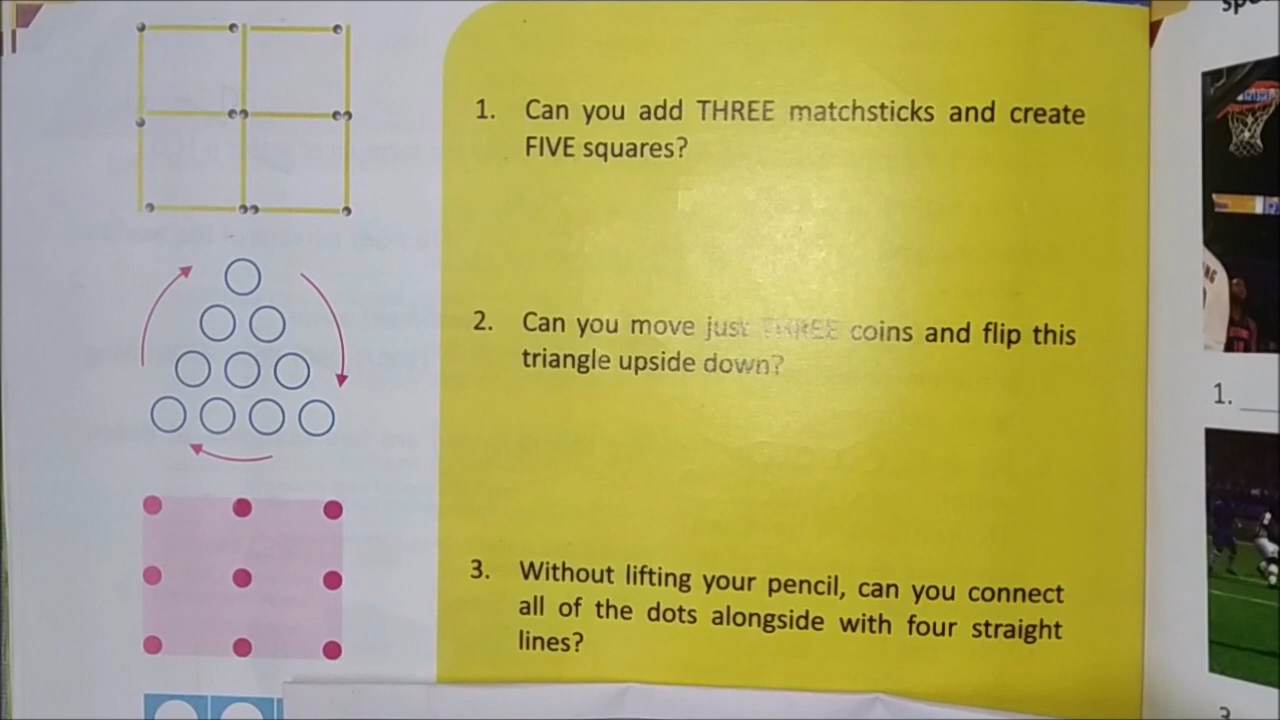 1. Can you add THREE matchsticks and create
FIVE squares?
2. Can you move just THREE coins and flip this
triangle upside down?
3. Without lifting your pencil, can you connect
all of the dots alongside with four straight
lines?
1.